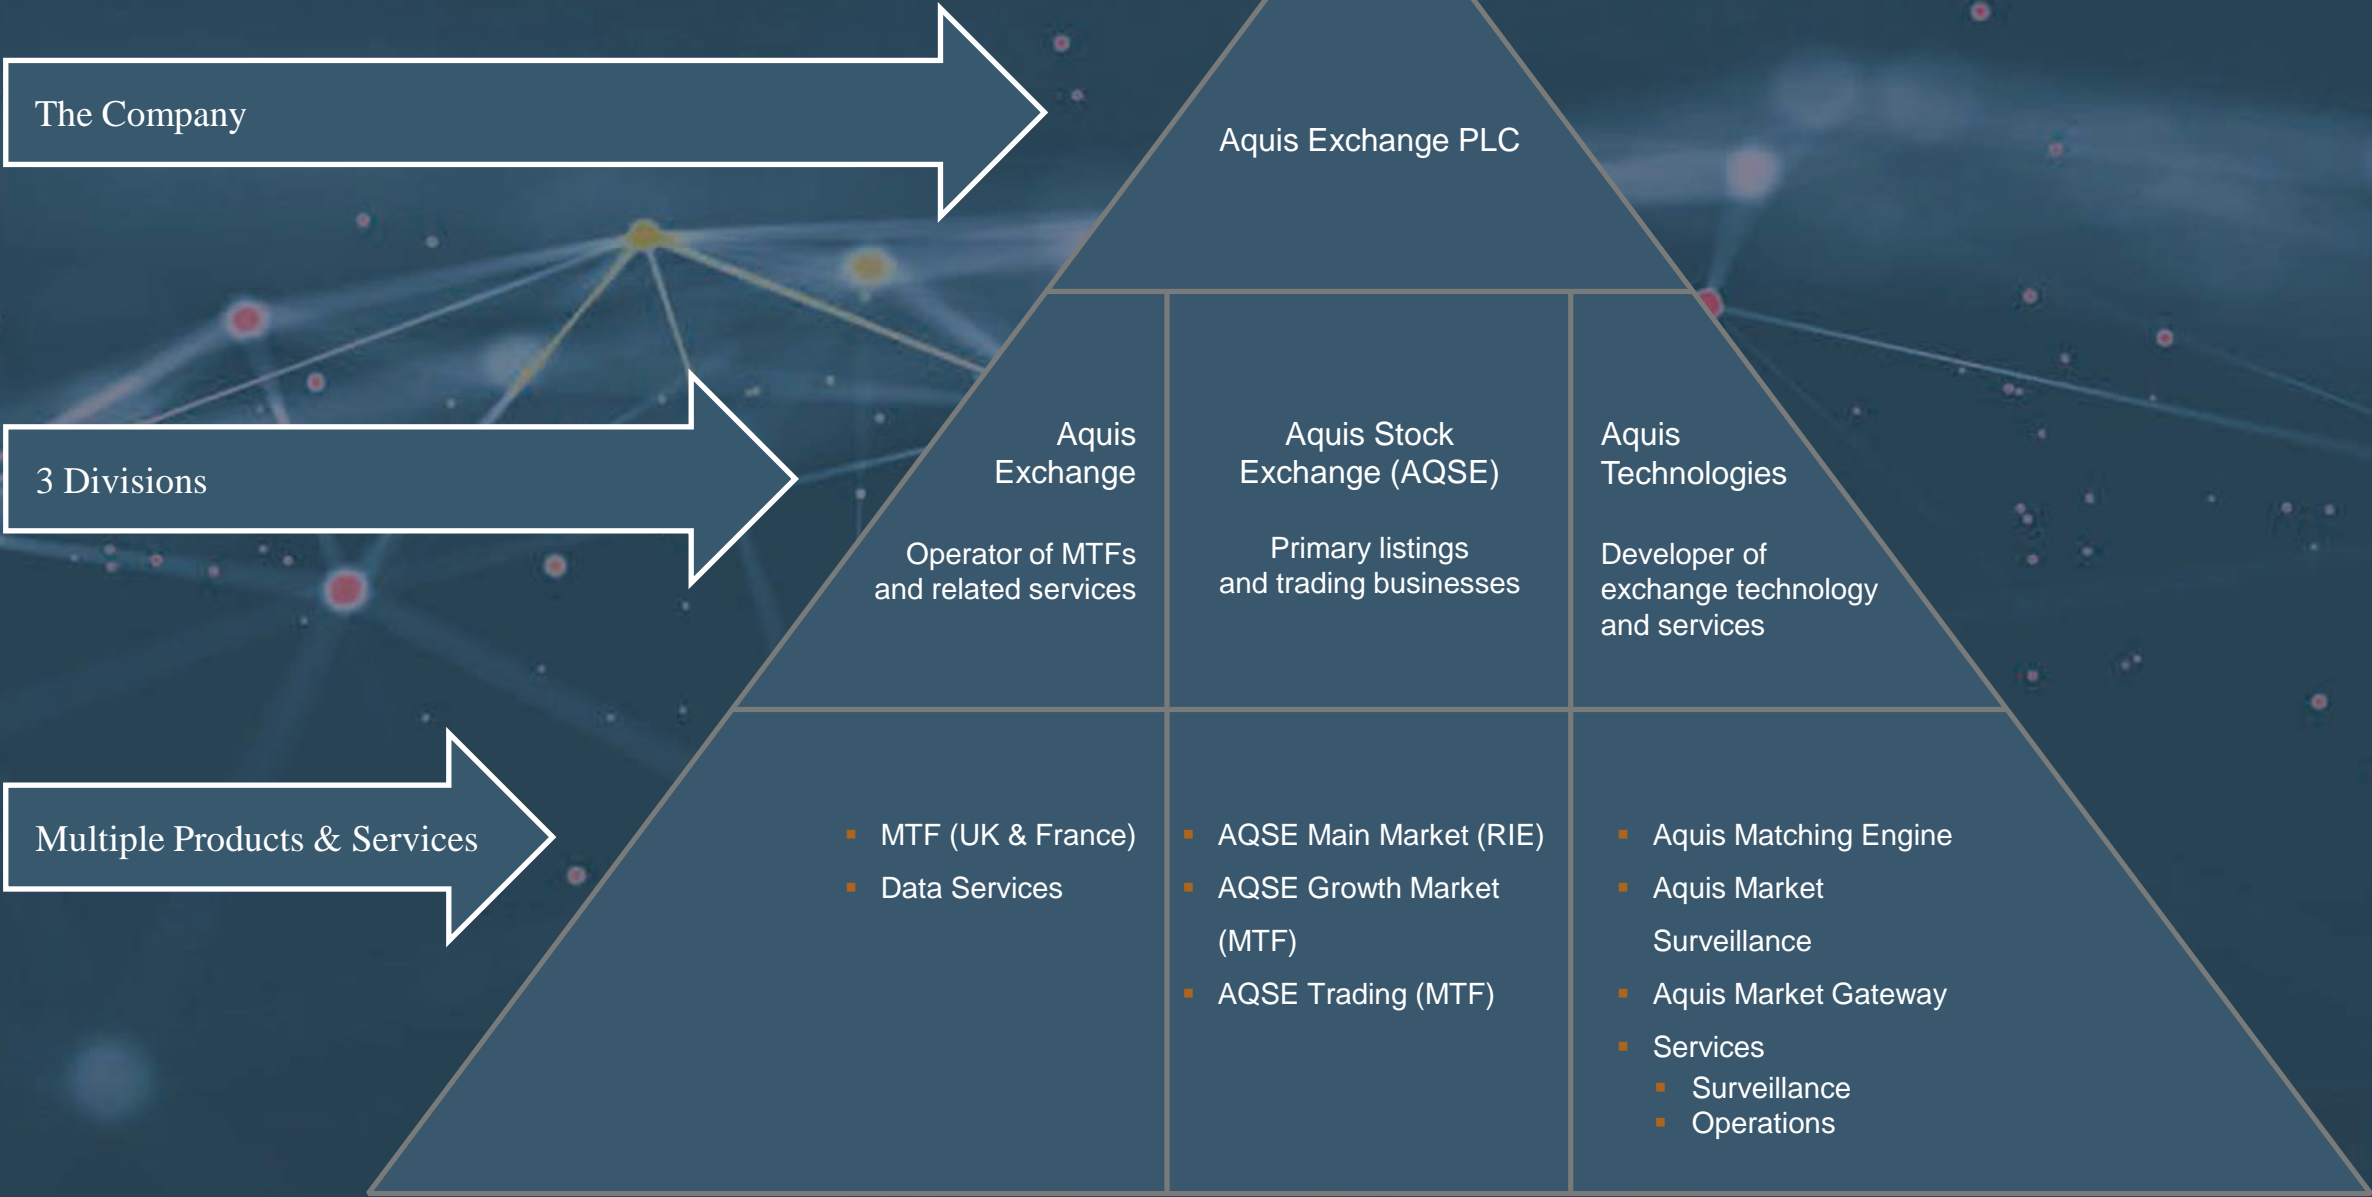 The Company
Aquis Exchange PLC
3 Divisions
Aquis
Exchange
Operator of MTFs
and related services
Aquis Stock
Exchange (AQSE)
Primary listings
and trading businesses
Aquis
Technologies
Developer of
exchange technology
and services
Multiple Products & Services
▪ MTF (UK & France)
▪ Data Services
▪ AQSE Main Market (RIE)
▪ AQSE Growth Market
(MTF)
▪ AQSE Trading (MTF)
▪ Aquis Matching Engine
▪ Aquis Market
Surveillance
▪ Aquis Market Gateway
▪ Services
▪ Surveillance
▪ Operations